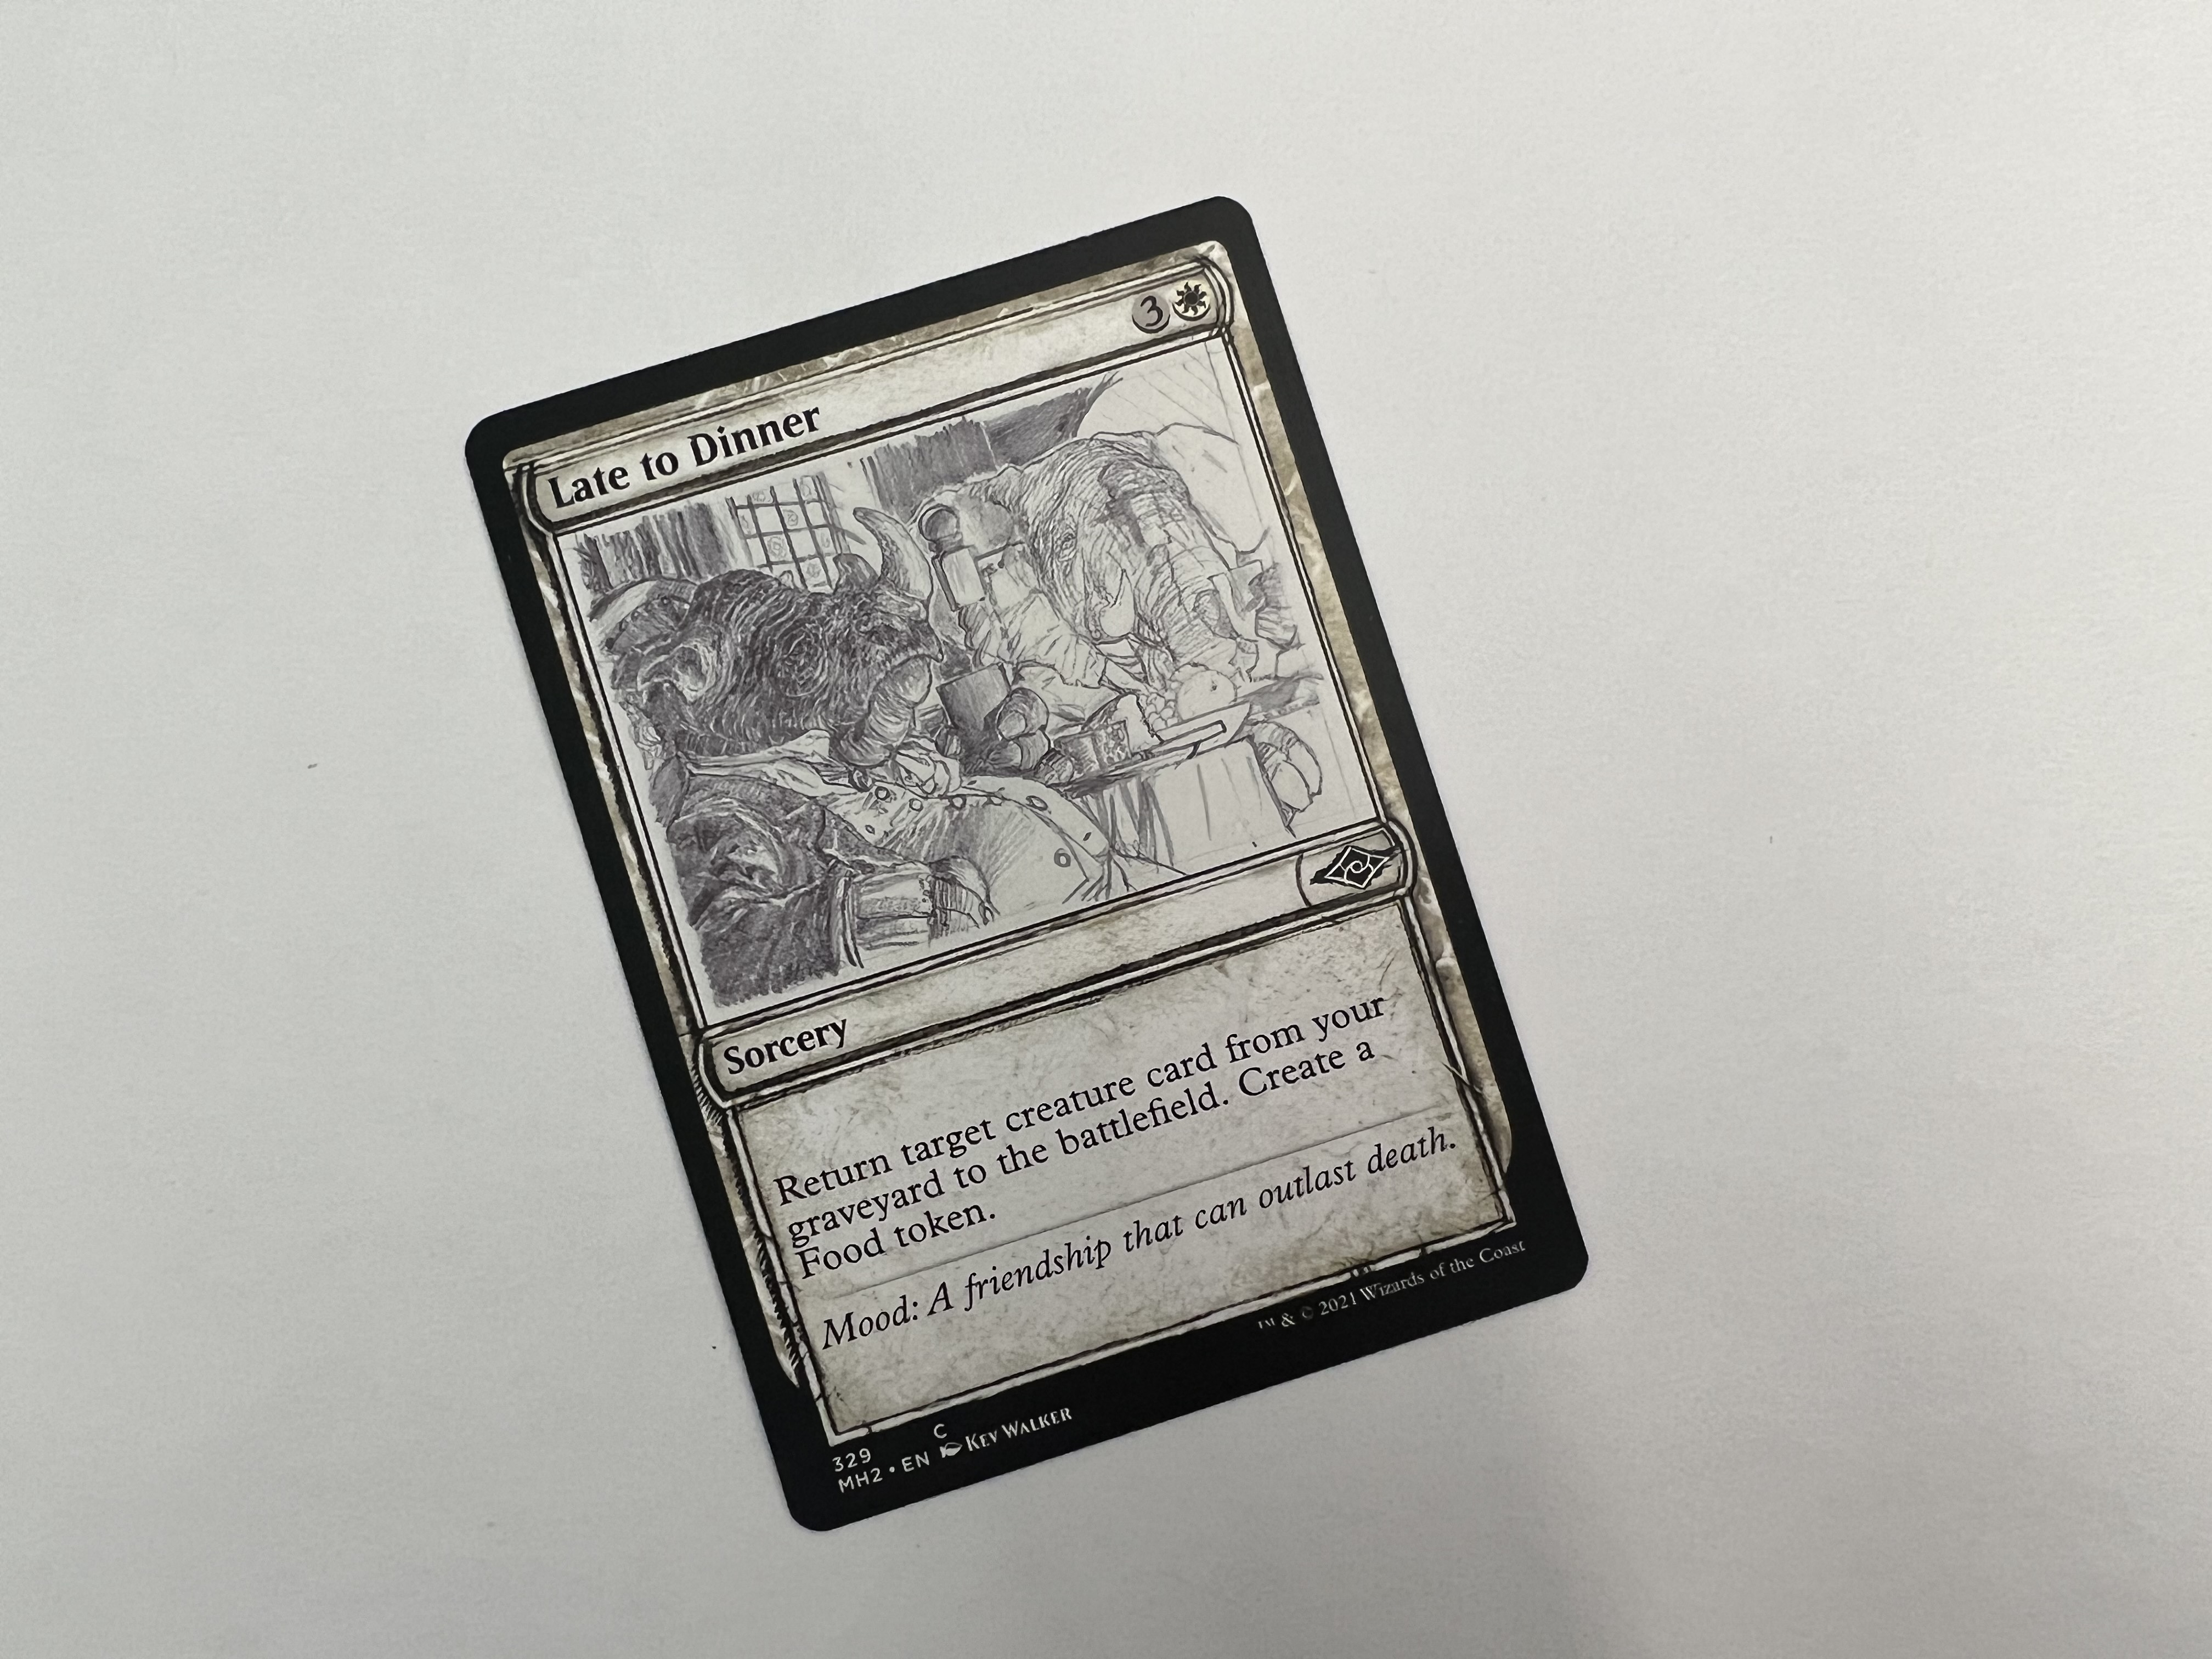 Late to Dinner
3
Sorcery
Return target creature card from your
graveyard to the battlefield. Create a
Food token.
Mood: A friendship that can outlast death.
329 C
MH2 • EN KEV WALKER
™ & © 2021 Wizards of the Coast